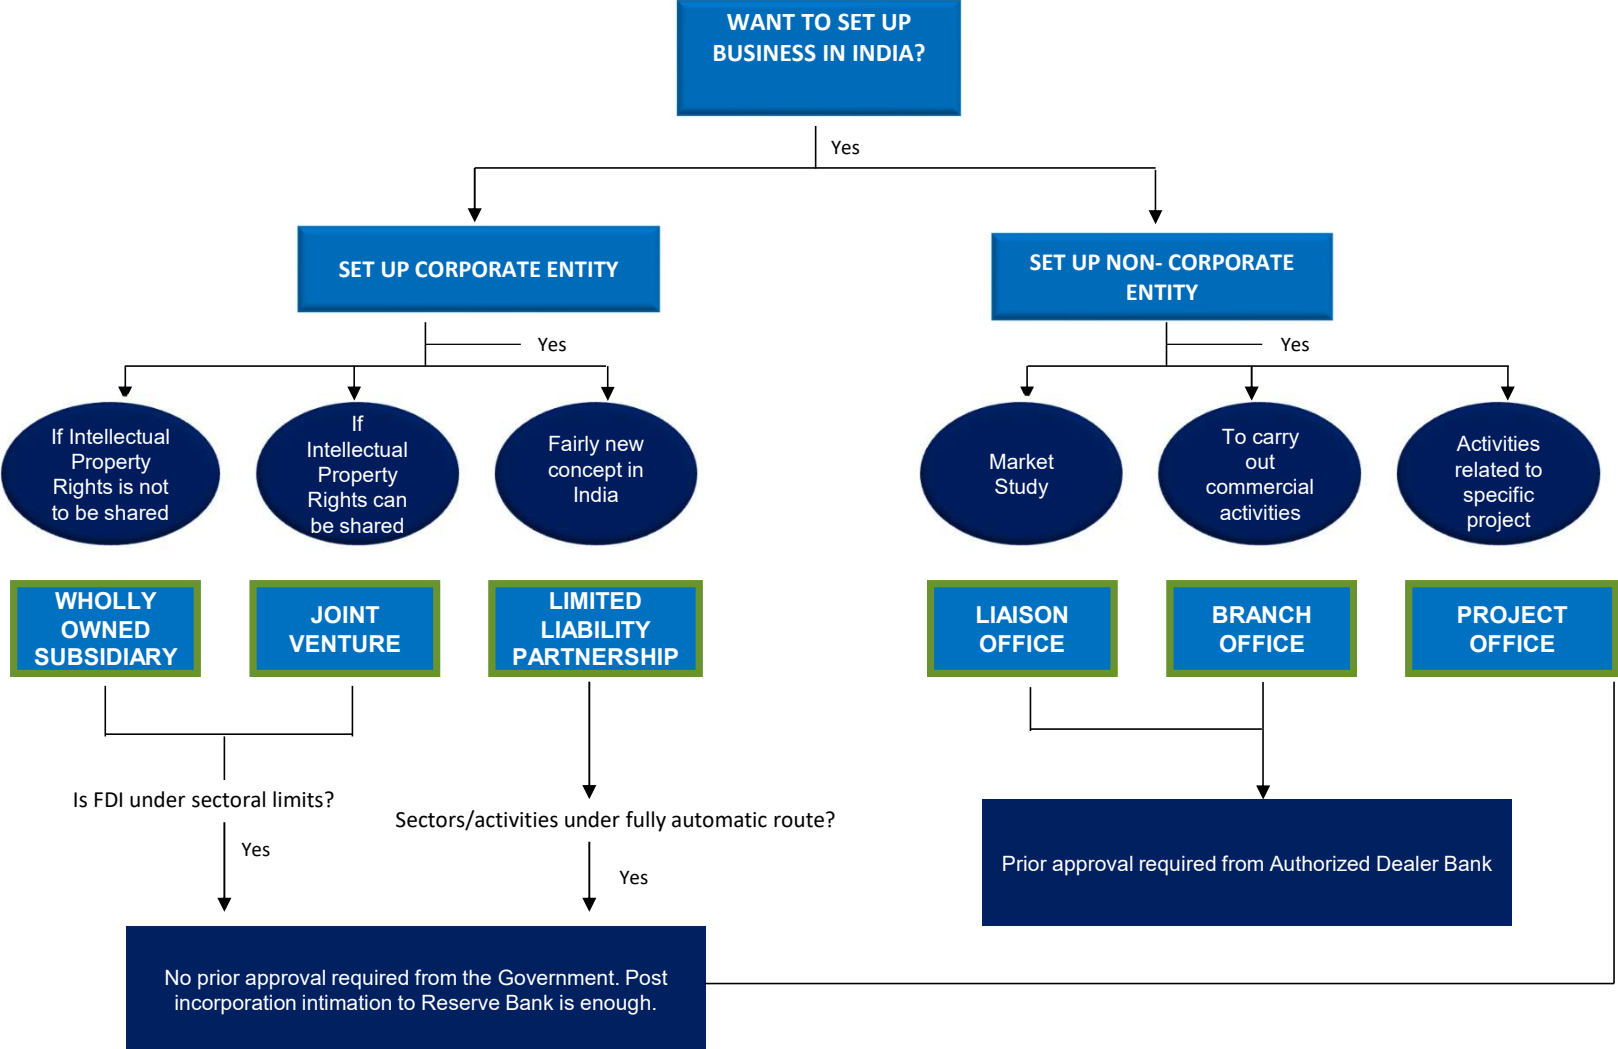 WANT TO SET UP
BUSINESS IN INDIA?
Yes
SET UP CORPORATE ENTITY
SET UP NON- CORPORATE
ENTITY
Yes
Yes
If Intellectual
Property
Rights is not
to be shared
If
Intellectual
Property
Rights can
be shared
Fairly new
concept in
India
Market
Study
To carry
out
commercial
activities
Activities
related to
specific
project
WHOLLY
OWNED
SUBSIDIARY
JOINT
VENTURE
LIMITED
LIABILITY
PARTNERSHIP
LIAISON
OFFICE
BRANCH
OFFICE
PROJECT
OFFICE
Is FDI under sectoral limits?
Yes
Sectors/activities under fully automatic route?
Yes
Prior approval required from Authorized Dealer Bank
No prior approval required from the Government. Post
incorporation intimation to Reserve Bank is enough.